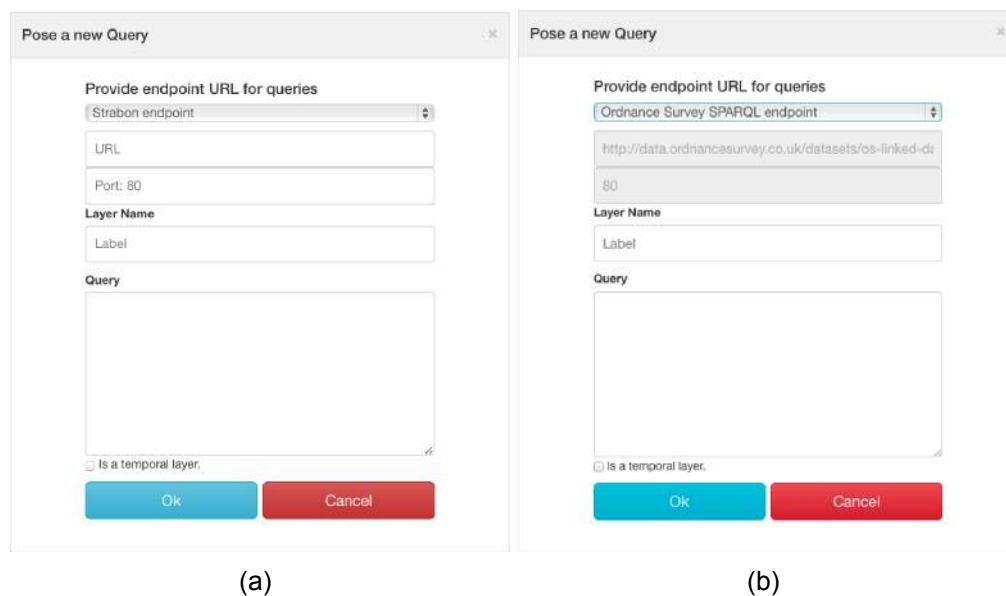 Pose a new Query ×
Provide endpoint URL for queries
Strabon endpoint
URL
Port: 80
Layer Name
Label
Query
Is a temporal layer.
Ok Cancel
(a)
Pose a new Query ×
Provide endpoint URL for queries
Ordnance Survey SPARQL endpoint
http://data.ordnancesurvey.co.uk/datasets/os-linked-da
80
Layer Name
Label
Query
Is a temporal layer.
Ok Cancel
(b)